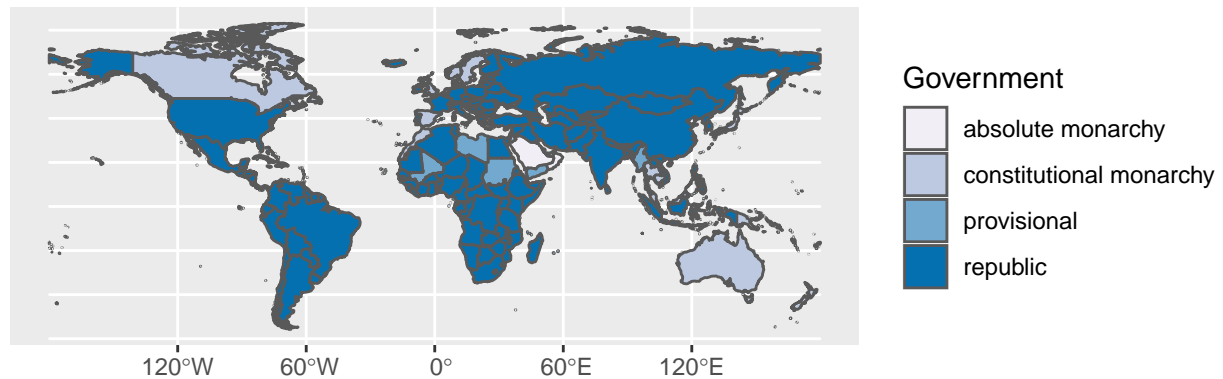 Government
absolute monarchy
constitutional monarchy
provisional
republic
120°W 60°W 0° 60°E 120°E